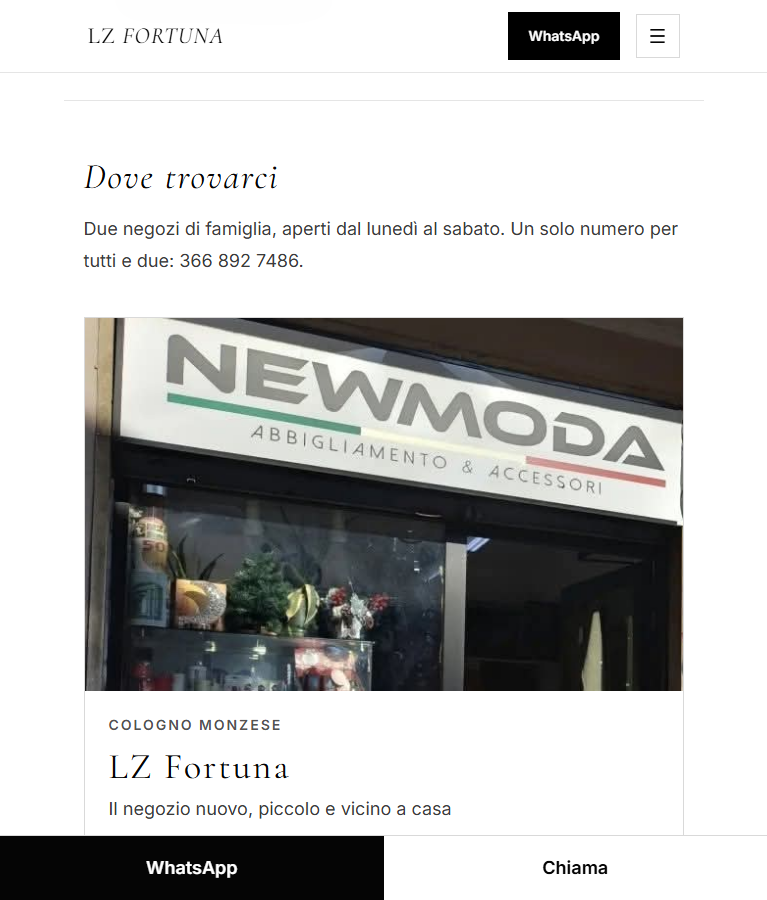 LZ FORTUNA
WhatsApp
Dove trovarci
Due negozi di famiglia, aperti dal lunedì al sabato. Un solo numero per
tutti e due: 366 892 7486.
NEWMODA
ABBIGLIAMENTO & ACCESSORI
50
COLOGNO MONZESE
LZ Fortuna
Il negozio nuovo, piccolo e vicino a casa
WhatsApp
Chiama